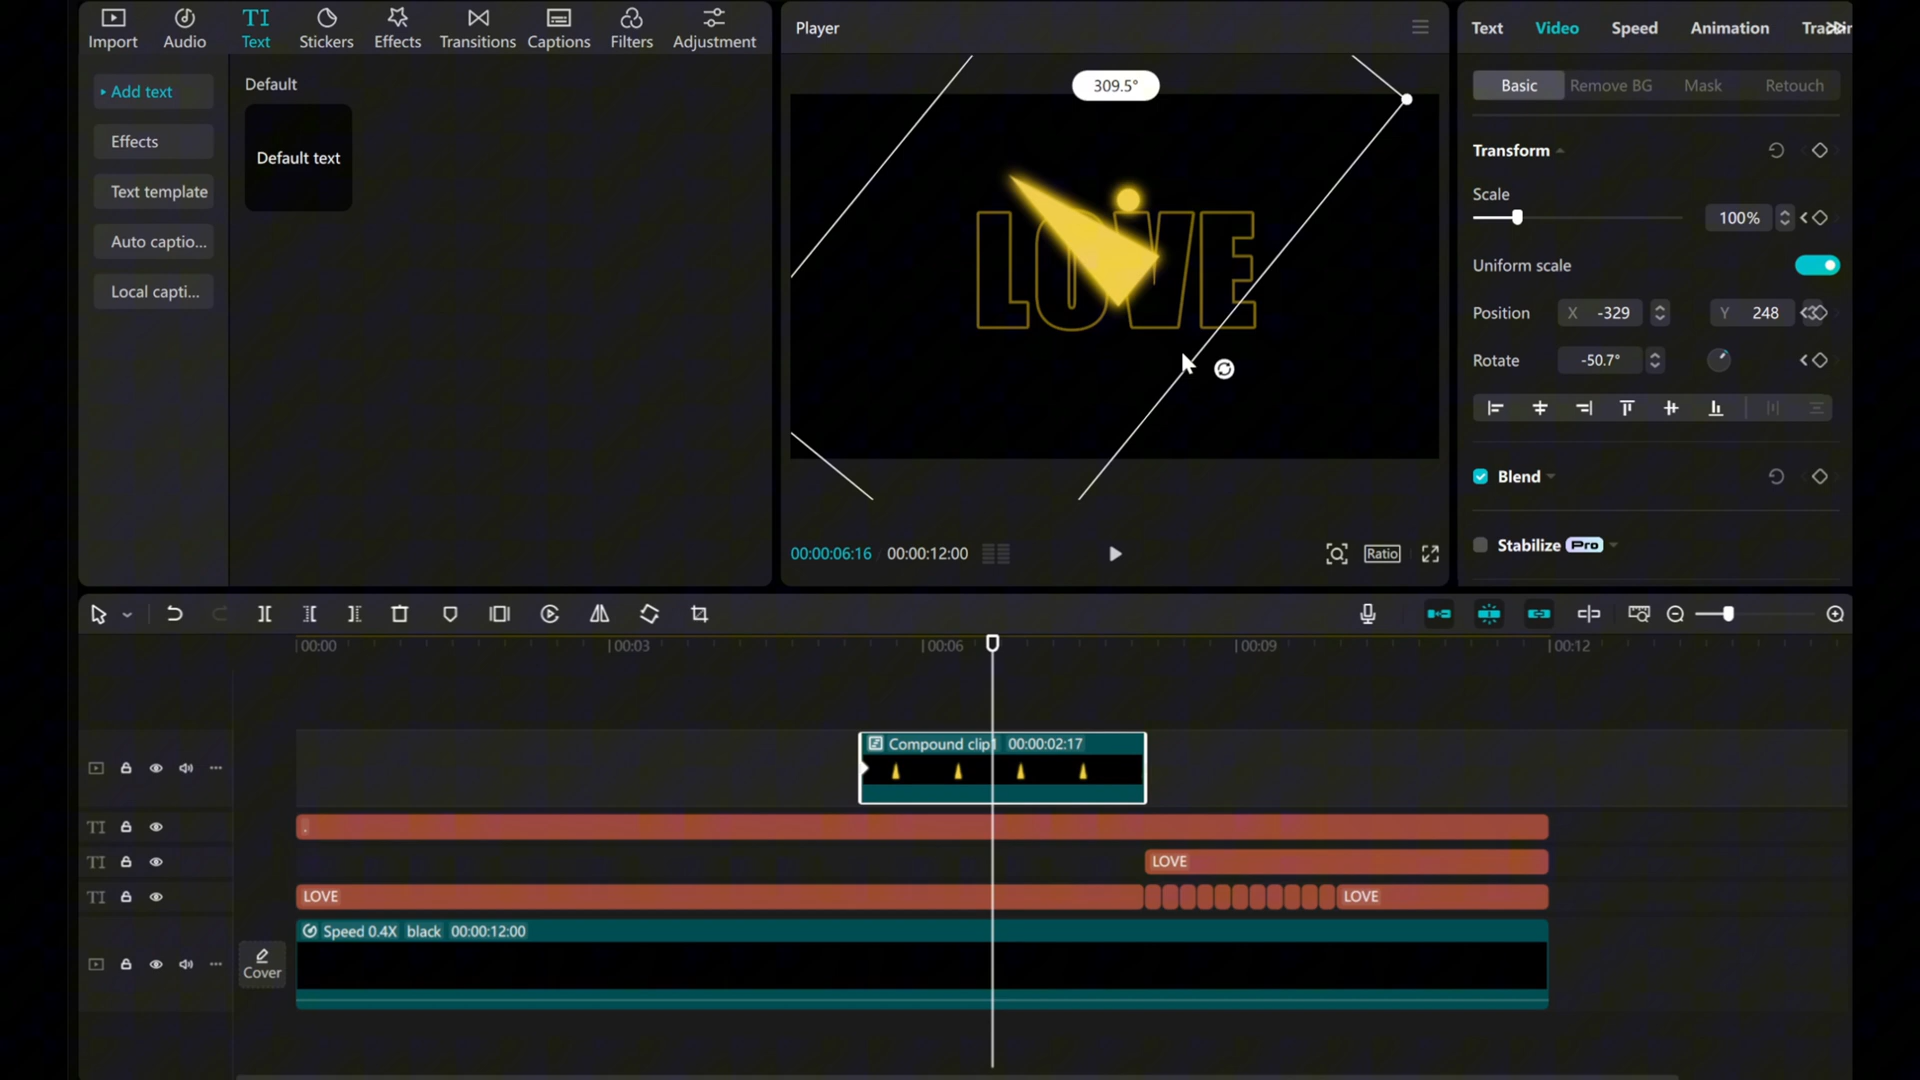 Import Audio Text Stickers Effects Transitions Captions Filters Adjustment
TI
Add text
Effects
Text template
Auto captio...
Local capti...
Default
Default text
Player
309.5°
LOVE
00:00:06:16 00:00:12:00
Ratio
Text Video Speed Animation
Basic Remove BG Mask Retouch
Transform
Scale
100%
Uniform scale
Position X -329 Y 248
Rotate -50.7°
Blend
Stabilize Pro
00:00 00:03 00:06 00:09 00:12
Compound clip1 00:00:02:17
TI .
TI LOVE
TI LOVE LOVE
Cover
Speed 0.4X black 00:00:12:00